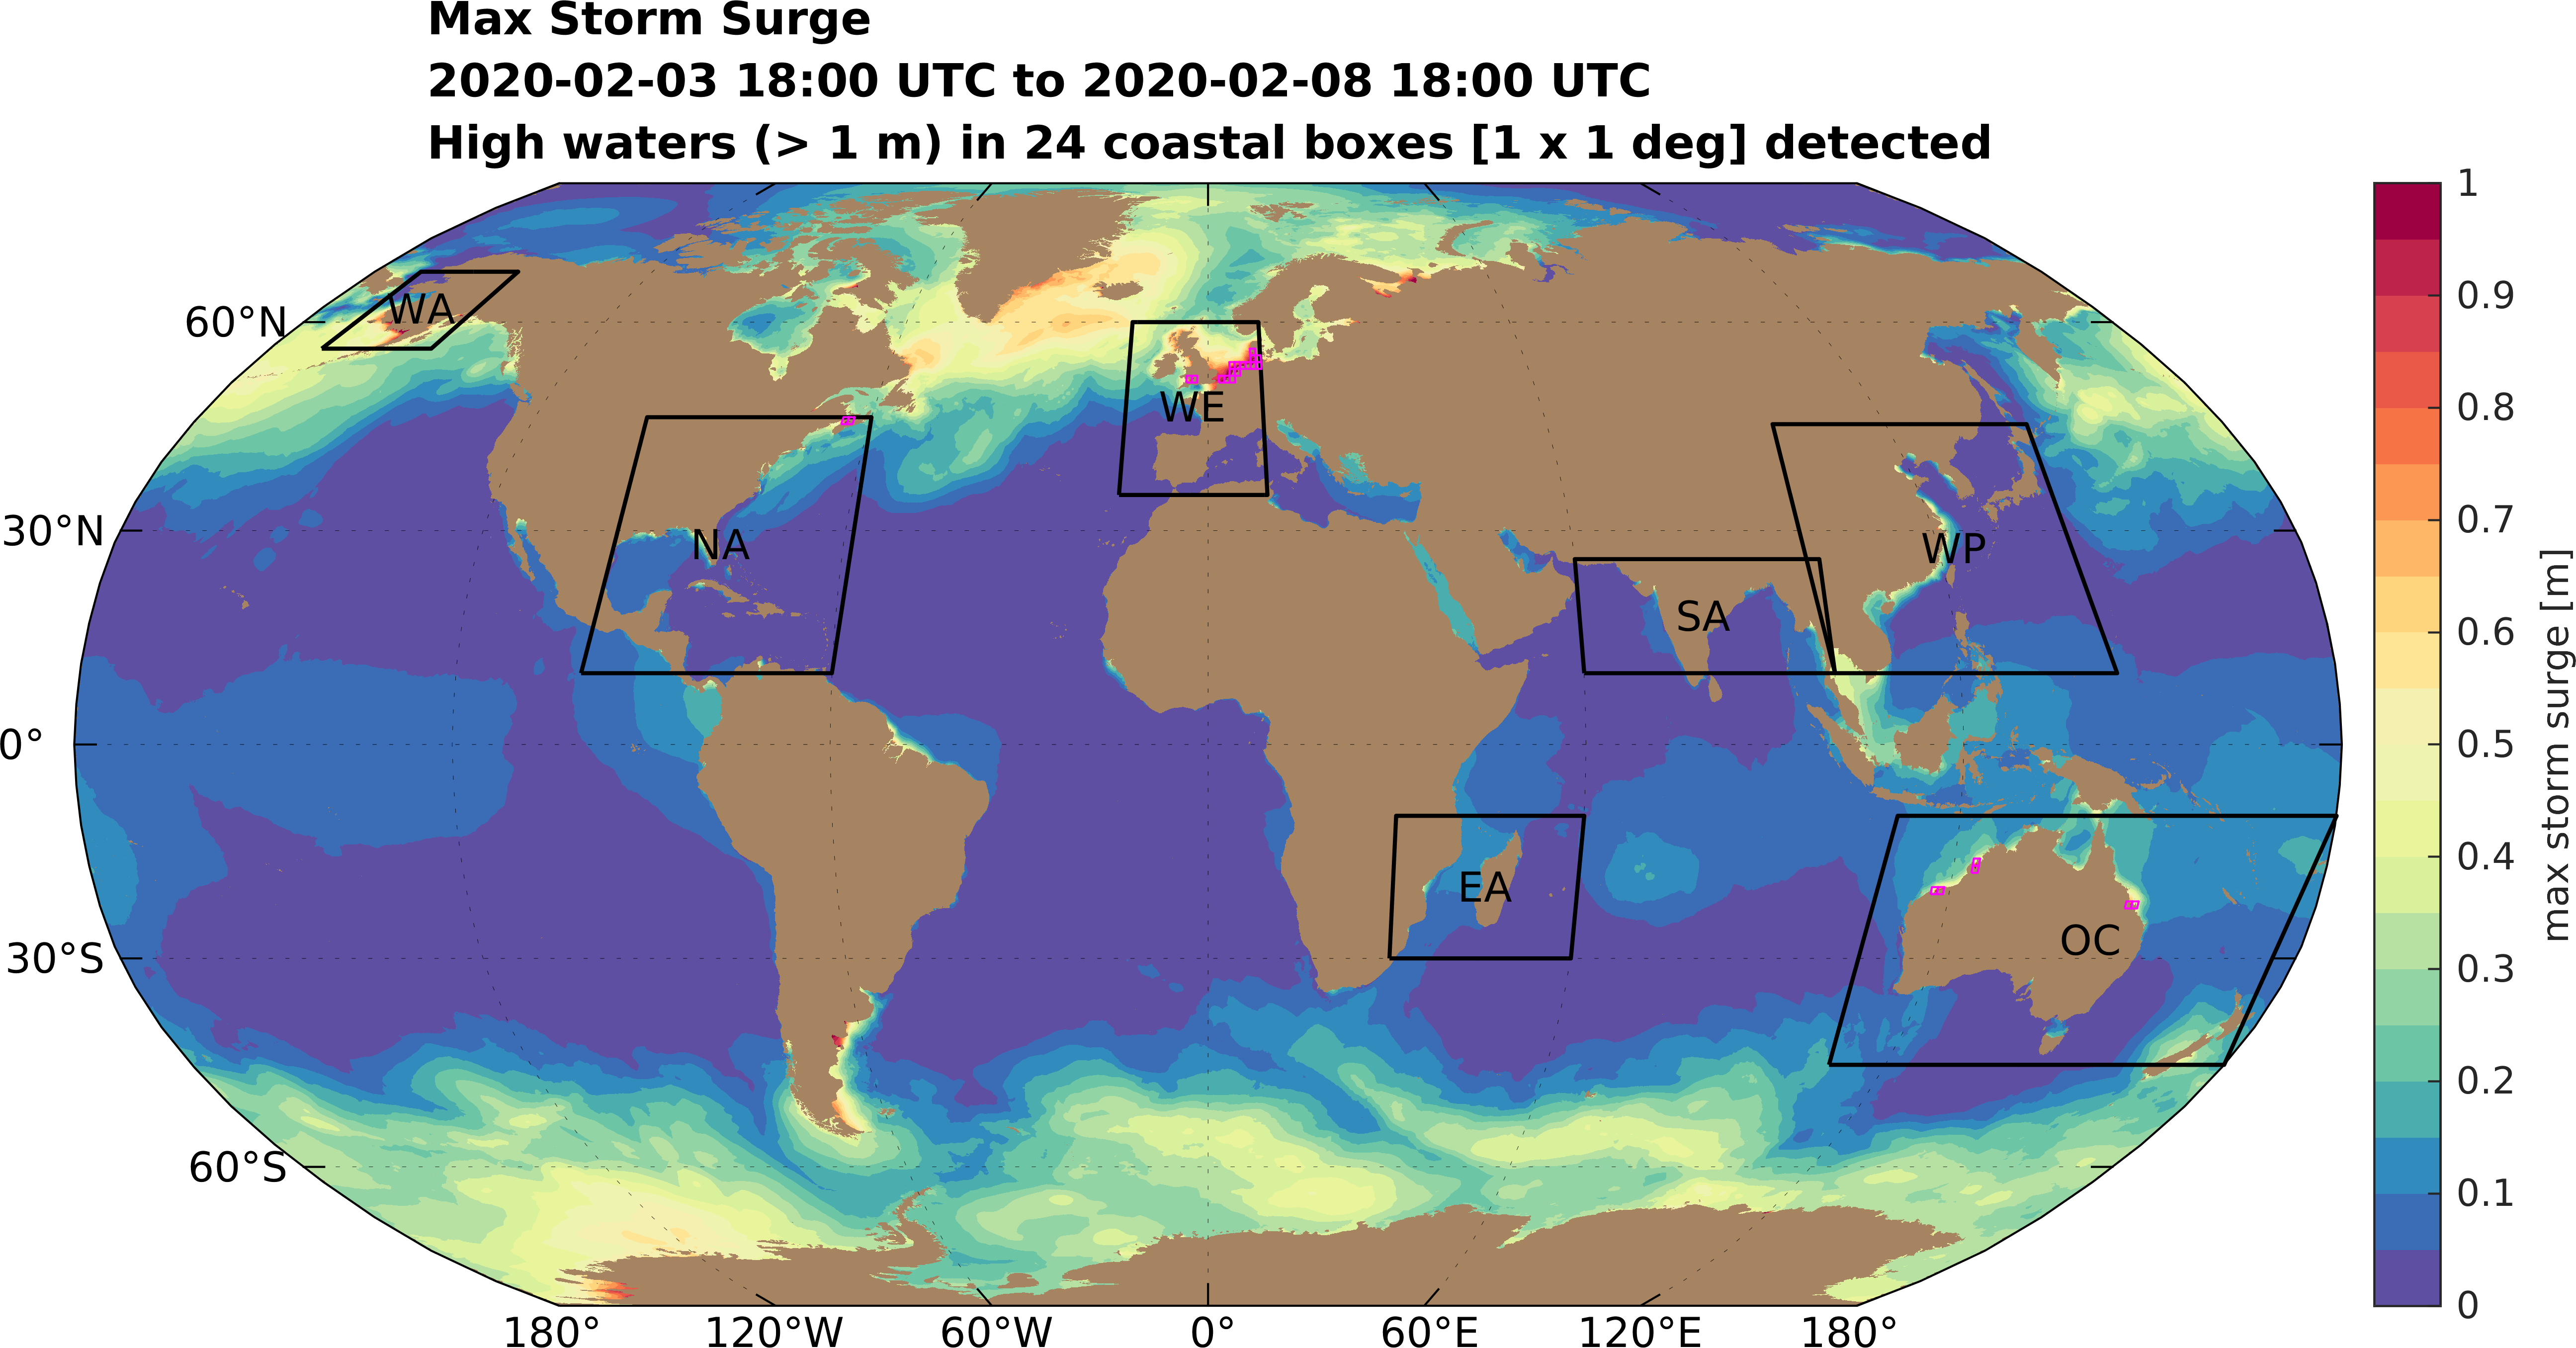 Max Storm Surge
2020-02-03 18:00 UTC to 2020-02-08 18:00 UTC
High waters (> 1 m) in 24 coastal boxes [1 x 1 deg] detected
60°N
30°N
0°
30°S
60°S
180°
120°W
60°W
0°
60°E
120°E
180°
WA
NA
WE
SA
WP
EA
OC
1
0.9
0.8
0.7
0.6
0.5
0.4
0.3
0.2
0.1
0
max storm surge [m]